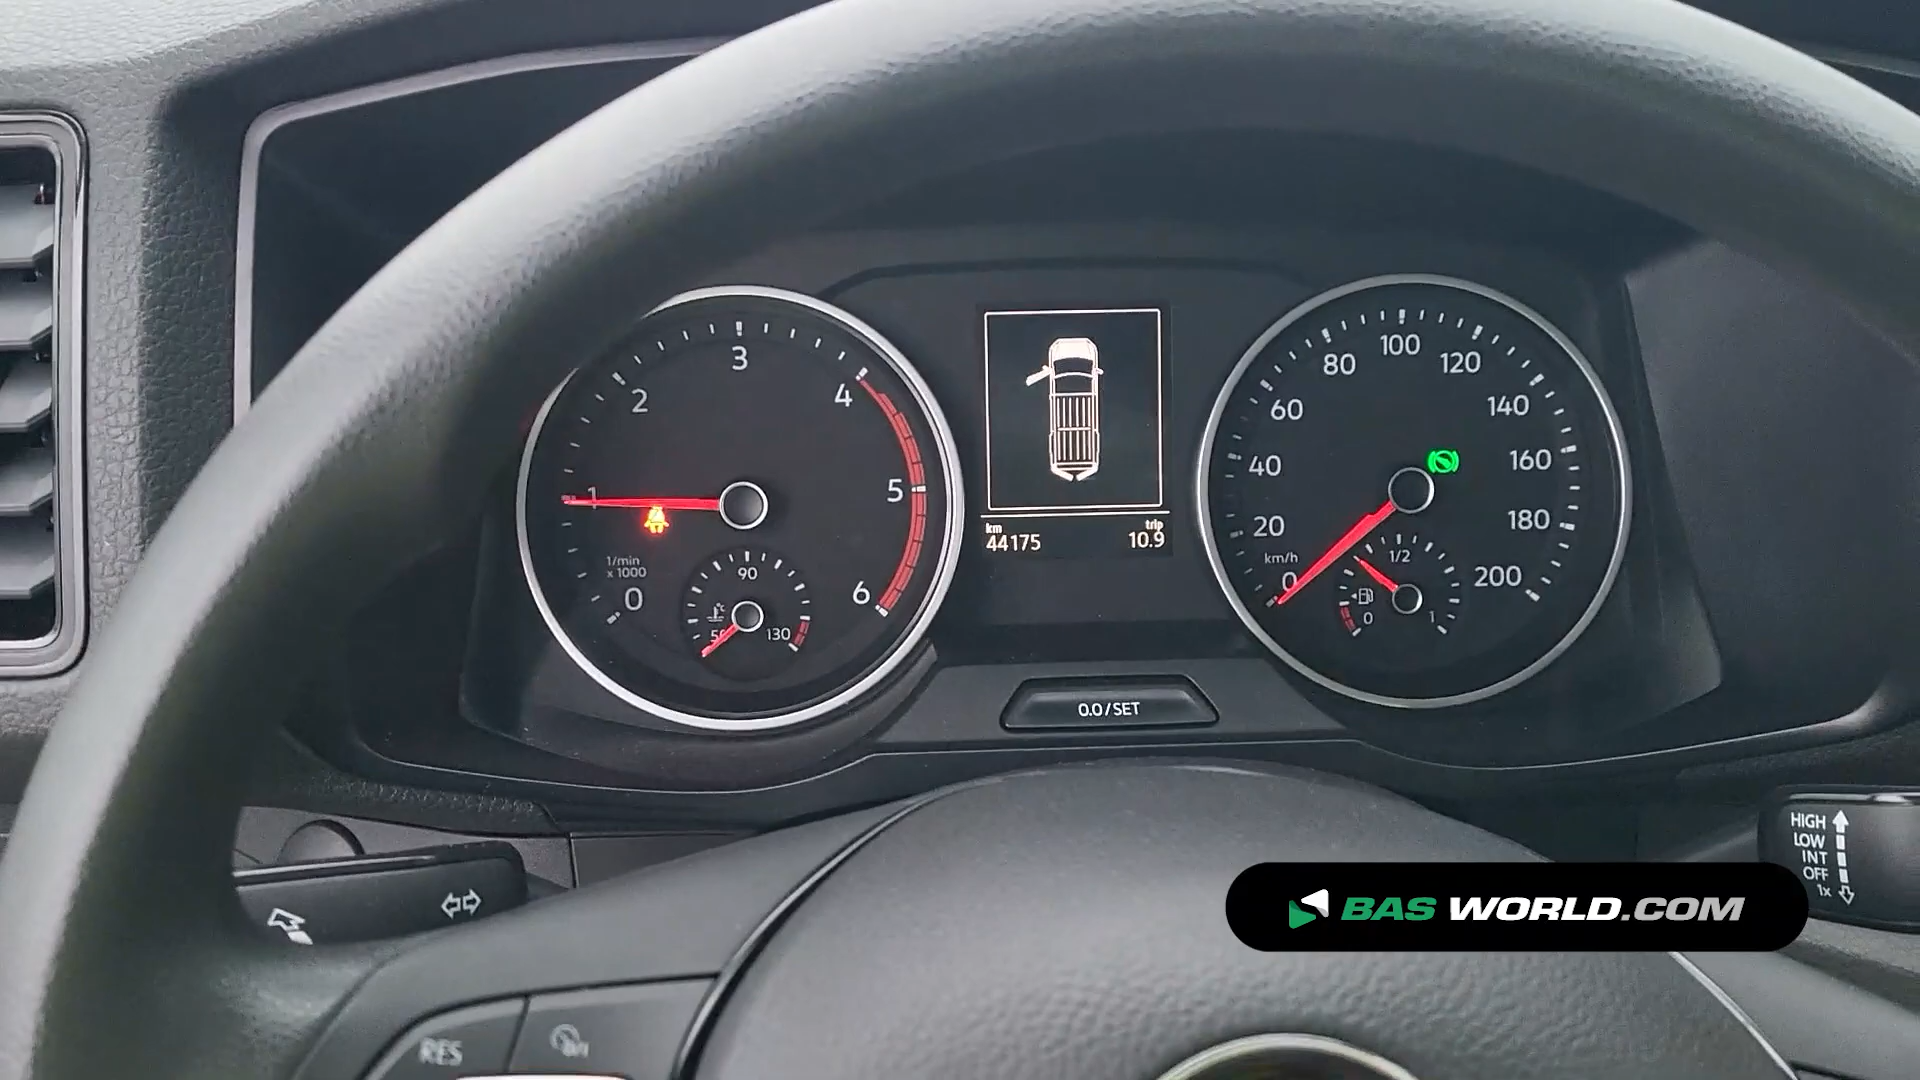 3
2
4
1
5
1/min
x 1000
0
6
90
50
130
km
trip
44175
10.9
0.0/SET
80
100
120
60
140
40
160
20
180
km/h
0
200
1/2
0
1
HIGH
LOW
INT
OFF
1x
BAS WORLD.COM
RES